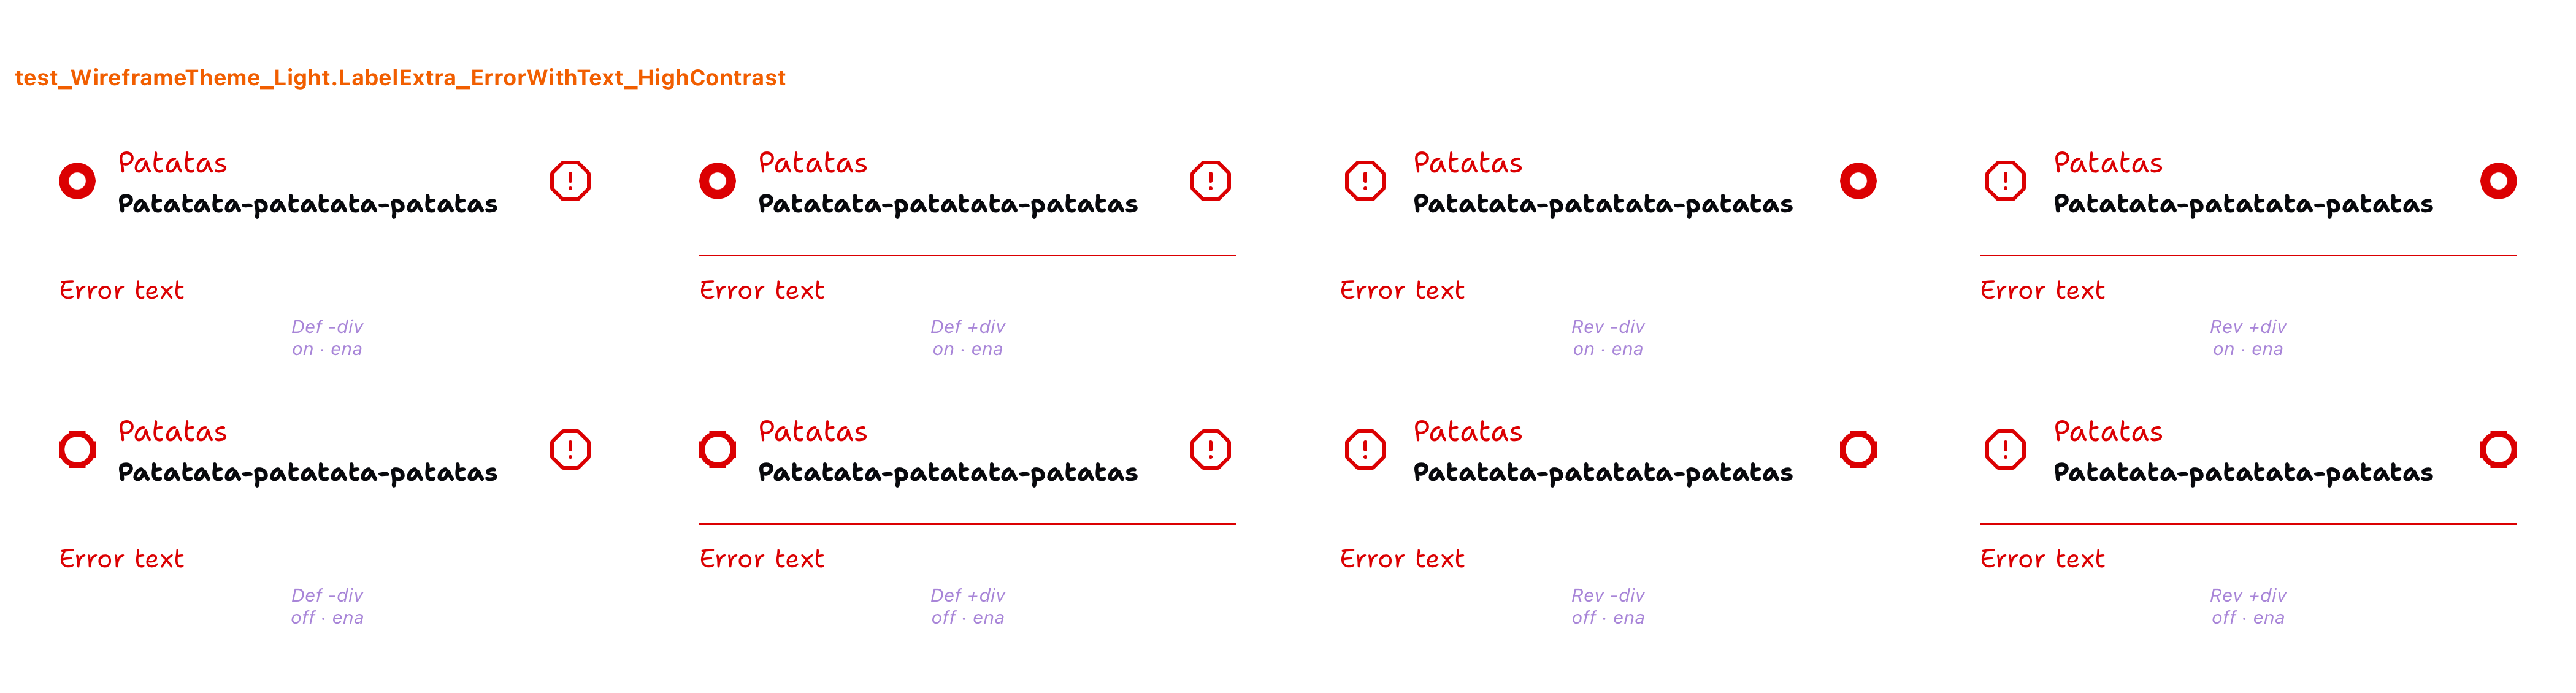 test_WireframeTheme_Light.LabelExtra_ErrorWithText_HighContrast
Patatas
Patatata-patatata-patatas
Error text
Def -div
on · ena
Patatas
Patatata-patatata-patatas
Error text
Def +div
on · ena
Patatas
Patatata-patatata-patatas
Error text
Rev -div
on · ena
Patatas
Patatata-patatata-patatas
Error text
Rev +div
on · ena
Patatas
Patatata-patatata-patatas
Error text
Def -div
off · ena
Patatas
Patatata-patatata-patatas
Error text
Def +div
off · ena
Patatas
Patatata-patatata-patatas
Error text
Rev -div
off · ena
Patatas
Patatata-patatata-patatas
Error text
Rev +div
off · ena